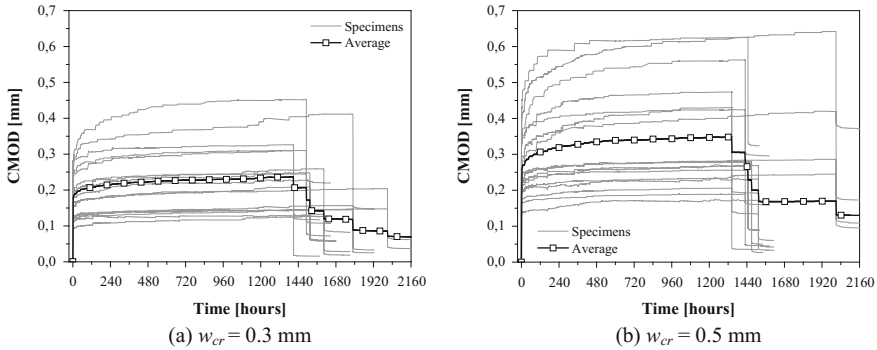 0,7
0,6
0,5
0,4
0,3
0,2
0,1
0,0
CMOD [mm]
Specimens
Average
0 240 480 720 960 1200 1440 1680 1920 2160
Time [hours]
(a) w_cr = 0.3 mm
0,7
0,6
0,5
0,4
0,3
0,2
0,1
0,0
CMOD [mm]
Specimens
Average
0 240 480 720 960 1200 1440 1680 1920 2160
Time [hours]
(b) w_cr = 0.5 mm